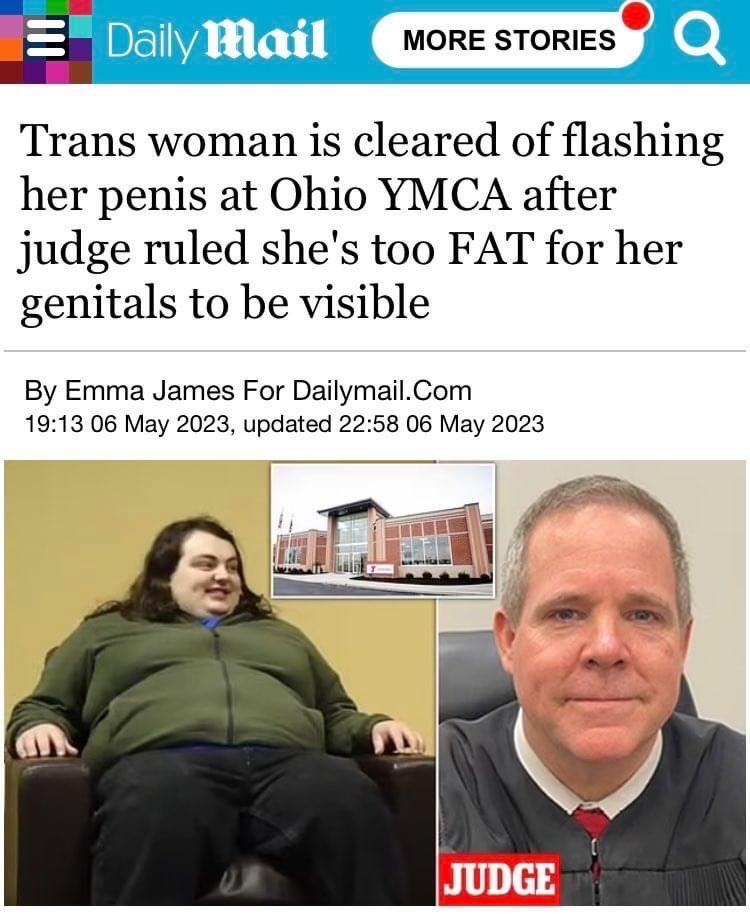 Daily Mail
MORE STORIES
Trans woman is cleared of flashing
her penis at Ohio YMCA after
judge ruled she's too FAT for her
genitals to be visible
By Emma James For Dailymail.Com
19:13 06 May 2023, updated 22:58 06 May 2023
JUDGE